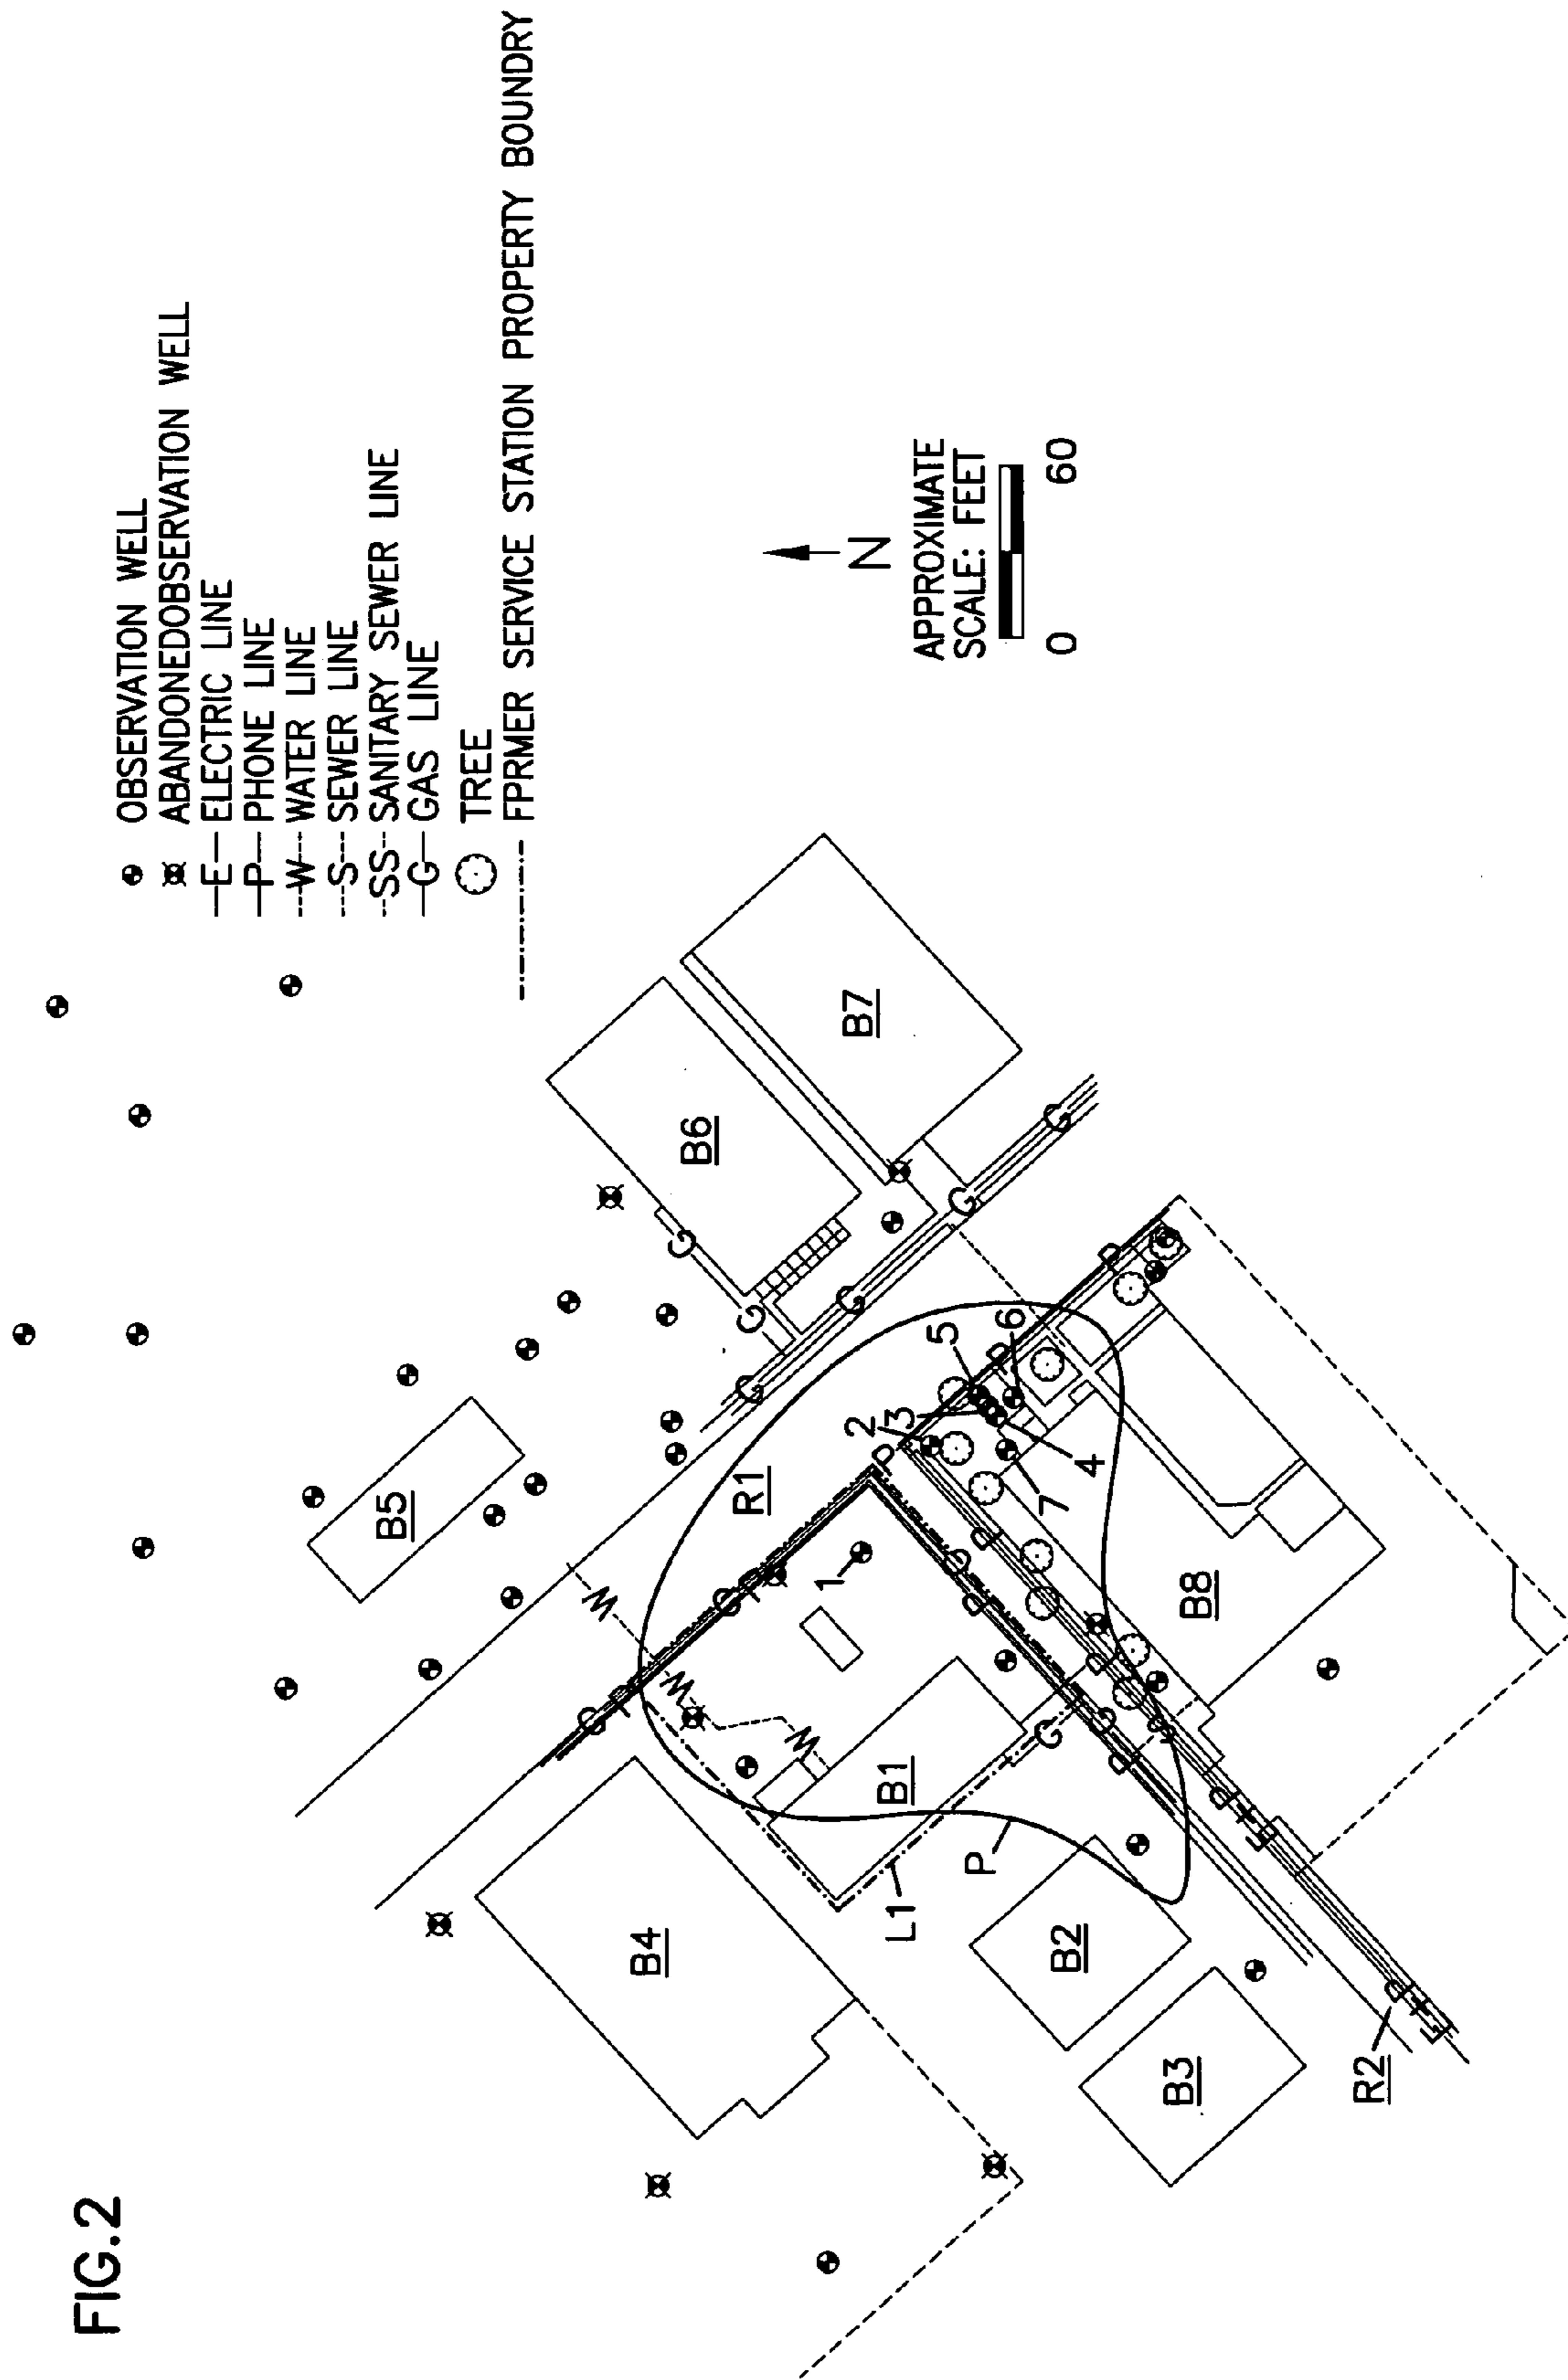 FIG.2
OBSERVATION WELL
ABANDONEDOBSERVATION WELL
—E— ELECTRIC LINE
—P— PHONE LINE
---W--- WATER LINE
---S--- SEWER LINE
---SS-- SANITARY SEWER LINE
—G— GAS LINE
TREE
FPRMER SERVICE STATION PROPERTY BOUNDRY
N
APPROXIMATE
SCALE: FEET
0 60
B5
B4
B6
B7
R1
W
W
W
G
G
G
G
G
G
1
2
3
5
6
4
7
B1
L1
P
G
B2
B3
B8
R2